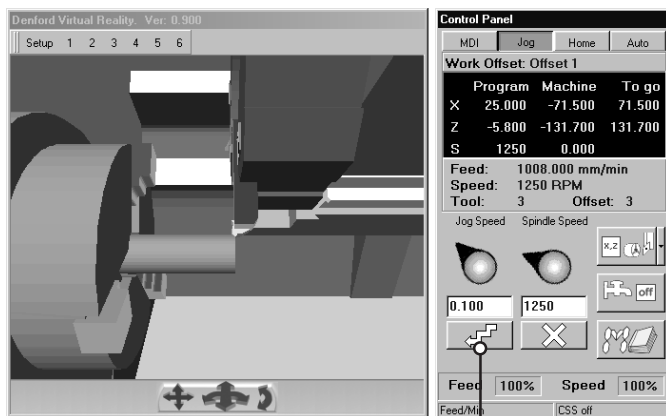 Denford Virtual Reality. Ver: 0.900
Setup 1 2 3 4 5 6
Control Panel
MDI Jog Home Auto
Work Offset: Offset 1
Program Machine To go
X 25.000 -71.500 71.500
Z -5.800 -131.700 131.700
S 1250 0.000
Feed: 1008.000 mm/min
Speed: 1250 RPM
Tool: 3 Offset: 3
Jog Speed Spindle Speed
x,z
off
0.100 1250
Feed 100% Speed 100%
Feed/Min CSS off